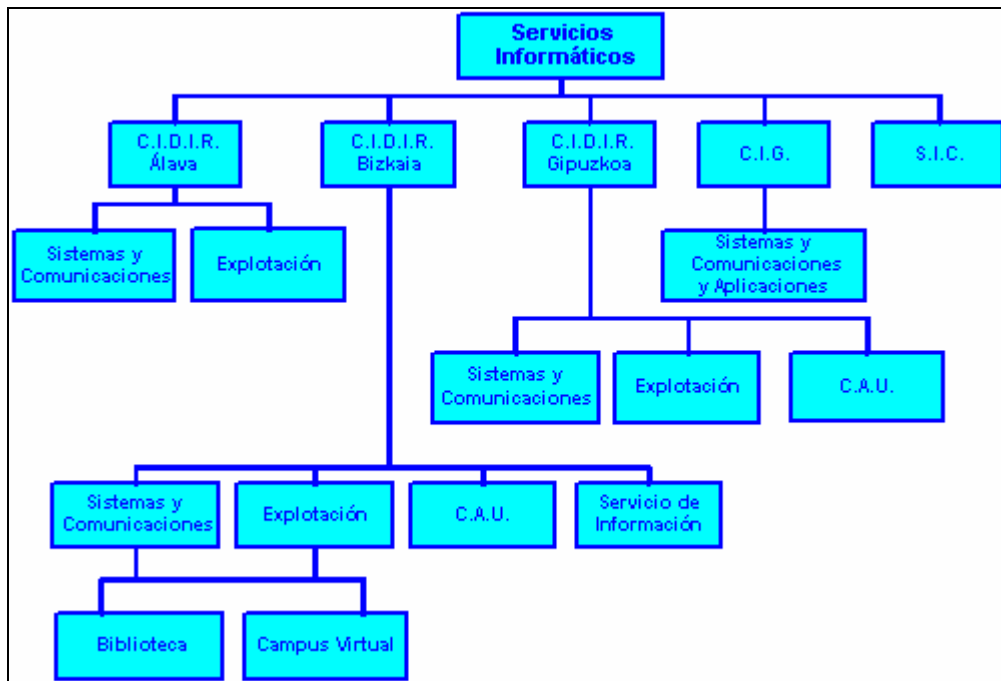 Servicios
Informáticos
C.I.D.I.R.
Álava
C.I.D.I.R.
Bizkaia
C.I.D.I.R.
Gipuzkoa
C.I.G.
S.I.C.
Sistemas y
Comunicaciones
Explotación
Sistemas y
Comunicaciones
y Aplicaciones
Sistemas y
Comunicaciones
Explotación
C.A.U.
Sistemas y
Comunicaciones
Explotación
C.A.U.
Servicio de
Información
Biblioteca
Campus Virtual